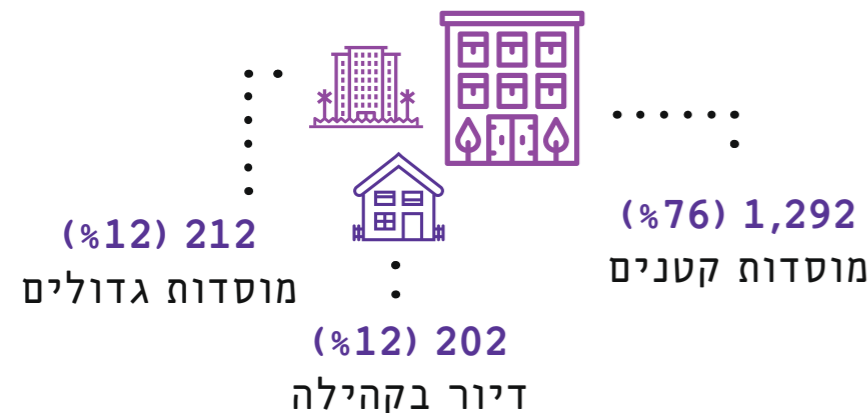 1,292 (76%)
מוסדות קטנים
212 (12%)
מוסדות גדולים
202 (12%)
דיור בקהילה